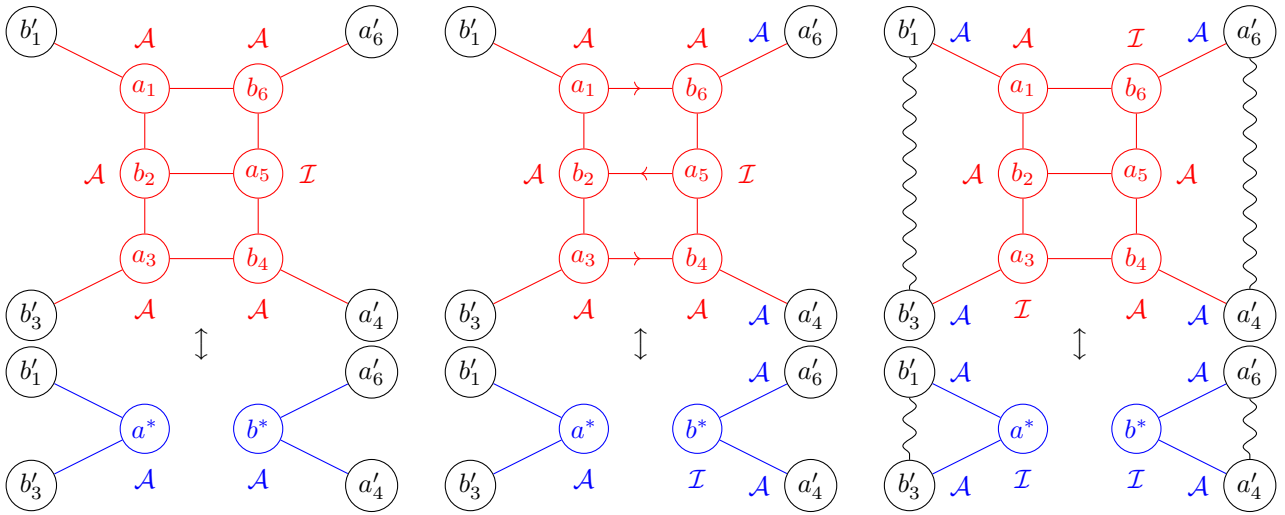 b′₁ 𝒜 𝒜 a′₆ b′₁ 𝒜 𝒜 𝒜 a′₆ b′₁ 𝒜 𝒜 ℐ 𝒜 a′₆
a₁ b₆ a₁ b₆ a₁ b₆
𝒜 b₂ a₅ ℐ 𝒜 b₂ a₅ ℐ 𝒜 b₂ a₅ 𝒜
a₃ b₄ a₃ b₄ a₃ b₄
b′₃ 𝒜 𝒜 a′₄ b′₃ 𝒜 𝒜 𝒜 a′₄ b′₃ 𝒜 ℐ 𝒜 𝒜 a′₄
b′₁ a′₆ b′₁ 𝒜 a′₆ b′₁ 𝒜 𝒜 a′₆
a* b* a* b* a* b*
b′₃ 𝒜 𝒜 a′₄ b′₃ 𝒜 ℐ 𝒜 a′₄ b′₃ 𝒜 ℐ ℐ 𝒜 a′₄